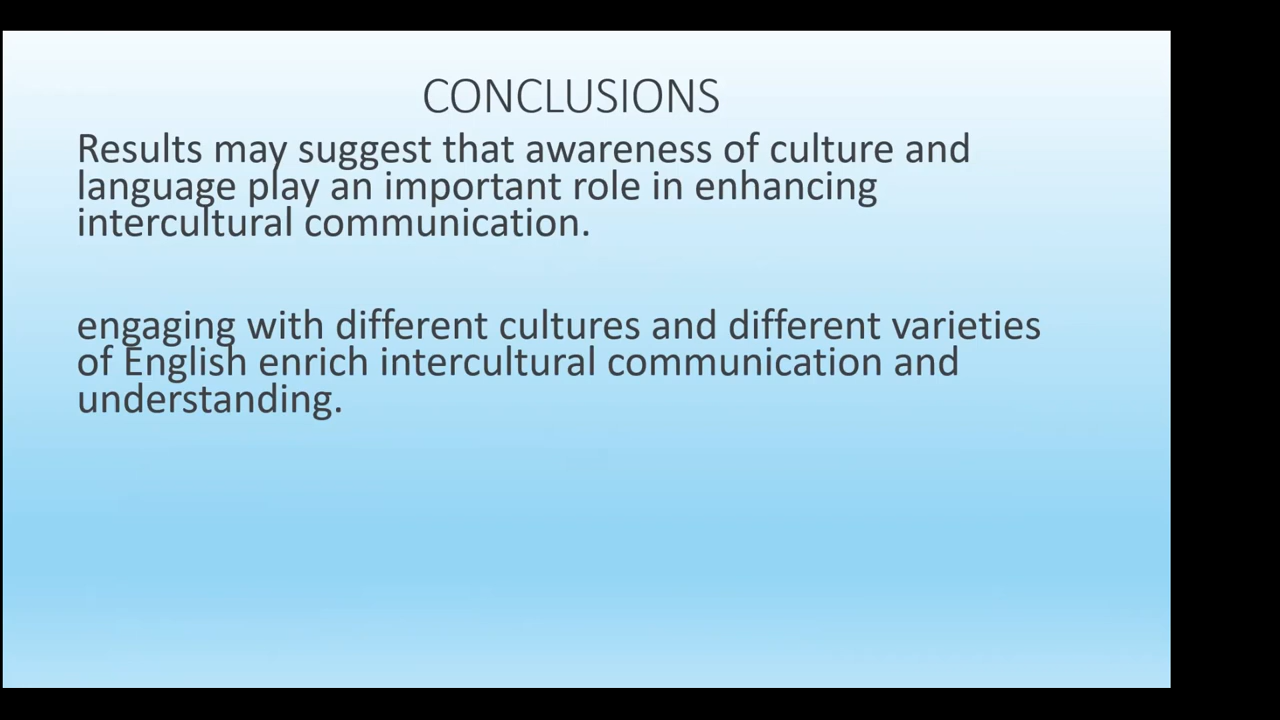 CONCLUSIONS
Results may suggest that awareness of culture and
language play an important role in enhancing
intercultural communication.
engaging with different cultures and different varieties
of English enrich intercultural communication and
understanding.